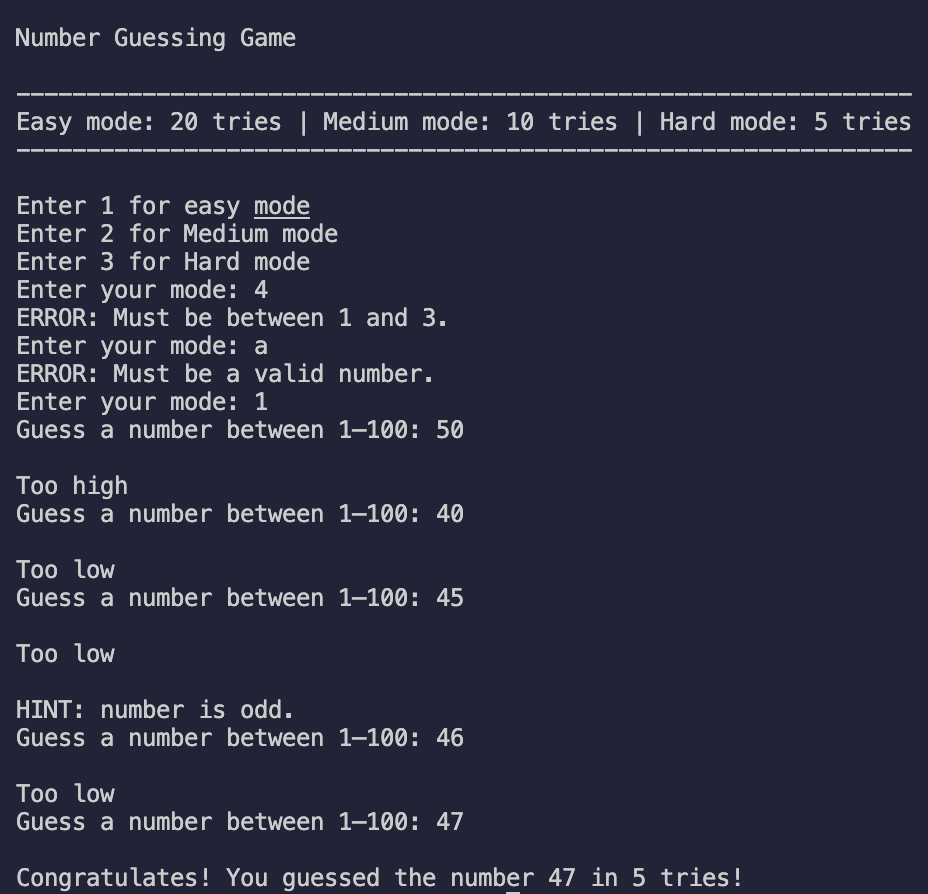 Number Guessing Game
----------------------------------------------------------------
Easy mode: 20 tries | Medium mode: 10 tries | Hard mode: 5 tries
----------------------------------------------------------------
Enter 1 for easy mode
Enter 2 for Medium mode
Enter 3 for Hard mode
Enter your mode: 4
ERROR: Must be between 1 and 3.
Enter your mode: a
ERROR: Must be a valid number.
Enter your mode: 1
Guess a number between 1–100: 50
Too high
Guess a number between 1–100: 40
Too low
Guess a number between 1–100: 45
Too low
HINT: number is odd.
Guess a number between 1–100: 46
Too low
Guess a number between 1–100: 47
Congratulates! You guessed the number 47 in 5 tries!